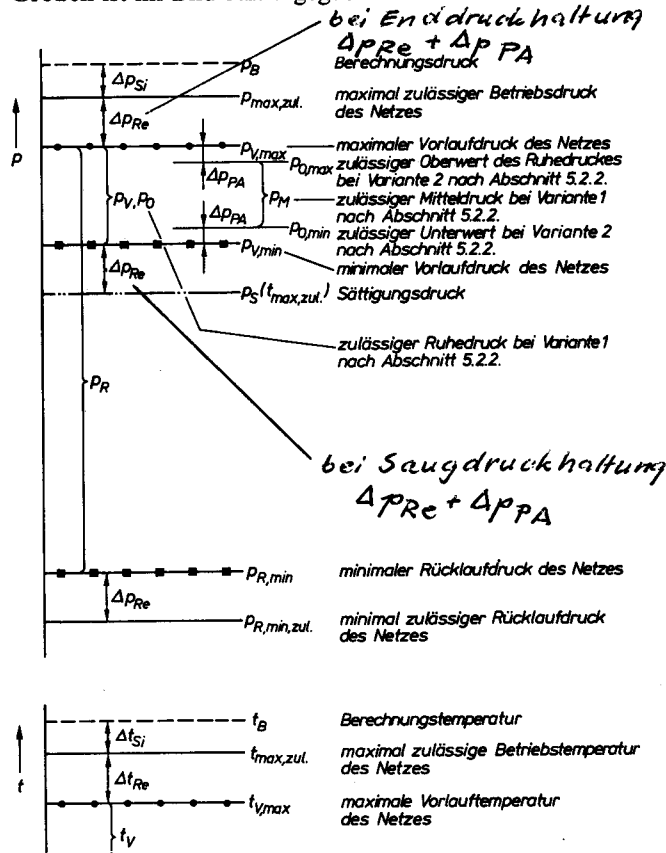 bei Enddruckhaltung
Δp_Re + Δp_PA
p_B Berechnungsdruck
Δp_Si
p_max,zul. maximal zulässiger Betriebsdruck
des Netzes
Δp_Re
p
p_V,max maximaler Vorlaufdruck des Netzes
p_0,max zulässiger Oberwert des Ruhedruckes
bei Variante 2 nach Abschnitt 5.2.2.
Δp_PA
p_V, p_0
p_M zulässiger Mitteldruck bei Variante 1
nach Abschnitt 5.2.2.
Δp_PA
p_0,min zulässiger Unterwert bei Variante 2
nach Abschnitt 5.2.2.
p_V,min minimaler Vorlaufdruck des Netzes
Δp_Re
p_S (t_max,zul.) Sättigungsdruck
zulässiger Ruhedruck bei Variante 1
nach Abschnitt 5.2.2.
p_R
bei Saugdruckhaltung
Δp_Re + Δp_PA
p_R,min minimaler Rücklaufdruck des Netzes
Δp_Re
p_R,min,zul. minimal zulässiger Rücklaufdruck
des Netzes
t_B Berechnungstemperatur
Δt_Si
t_max,zul. maximal zulässige Betriebstemperatur
des Netzes
t
Δt_Re
t_V,max maximale Vorlauftemperatur
des Netzes
t_V